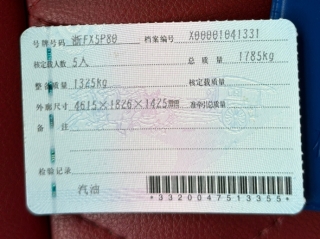 号牌号码 浙FX5P80 档案编号 X00001041331
核定载人数 5人 总质量 1785kg
整备质量 1325kg 核定载质量
外廓尺寸 4615×1826×1425mm 准牵引总质量
备注
检验记录
汽油
*3320047513355*